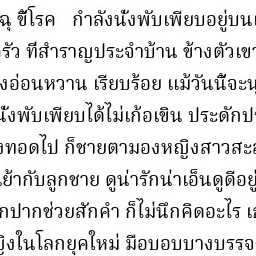 ฉุ ขี้โรค กำลังนั่งพับเพียบอยู่บน
รัว ที่สำราญประจำบ้าน ข้างตัวเขา
งอ่อนหวาน เรียบร้อย แม้วันนี้จะนุ
นั่งพับเพียบได้ไม่เก้อเขิน ประดักปร
งทอดไป ก็ชายตามองหญิงสาวสะส
ย้ากับลูกชาย ดูน่ารักน่าเอ็นดูดีอยู่
กปากช่วยสักคำ ก็ไม่นึกคิดอะไร เธ
ญิงในโลกยุคใหม่ มีอบอบบางบรรจ